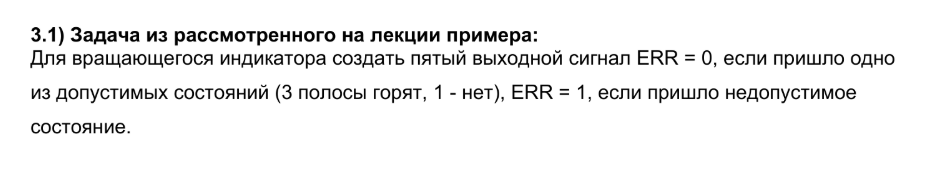 3.1) Задача из рассмотренного на лекции примера:
Для вращающегося индикатора создать пятый выходной сигнал ERR = 0, если пришло одно
из допустимых состояний (3 полосы горят, 1 - нет), ERR = 1, если пришло недопустимое
состояние.